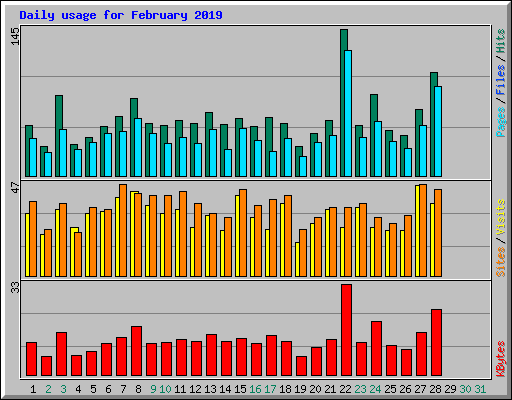 Daily usage for February 2019
145
47
33
Pages / Files / Hits
Sites / Visits
KBytes
1 2 3 4 5 6 7 8 9 10 11 12 13 14 15 16 17 18 19 20 21 22 23 24 25 26 27 28 29 30 31